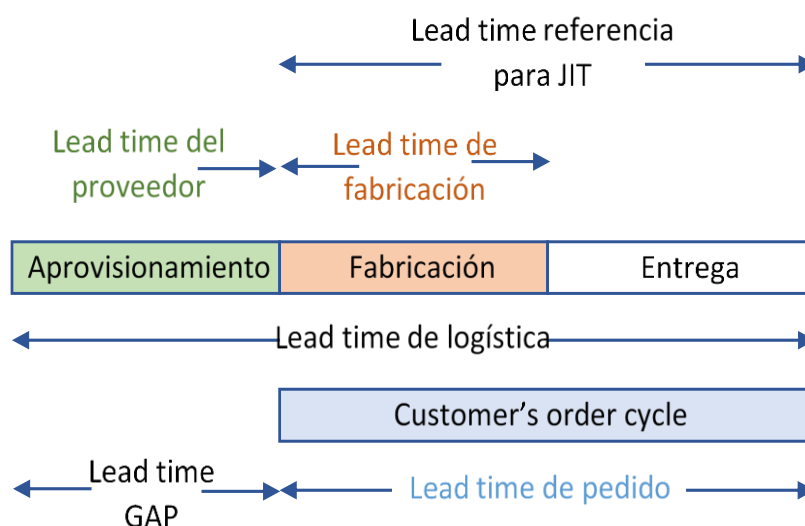 Lead time referencia
para JIT
Lead time del
proveedor
Lead time de
fabricación
Aprovisionamiento
Fabricación
Entrega
Lead time de logística
Customer's order cycle
Lead time
GAP
Lead time de pedido